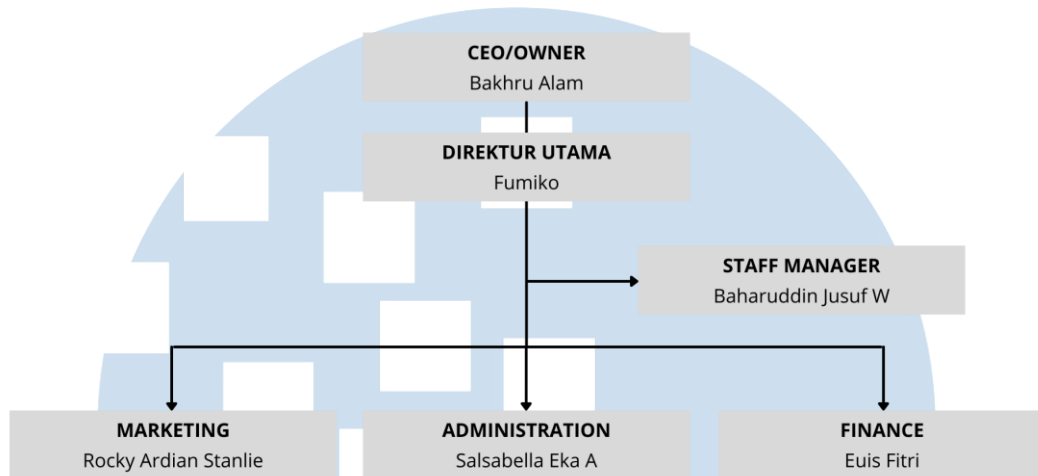 CEO/OWNER
Bakhru Alam
DIREKTUR UTAMA
Fumiko
STAFF MANAGER
Baharuddin Jusuf W
MARKETING
Rocky Ardian Stanlie
ADMINISTRATION
Salsabella Eka A
FINANCE
Euis Fitri